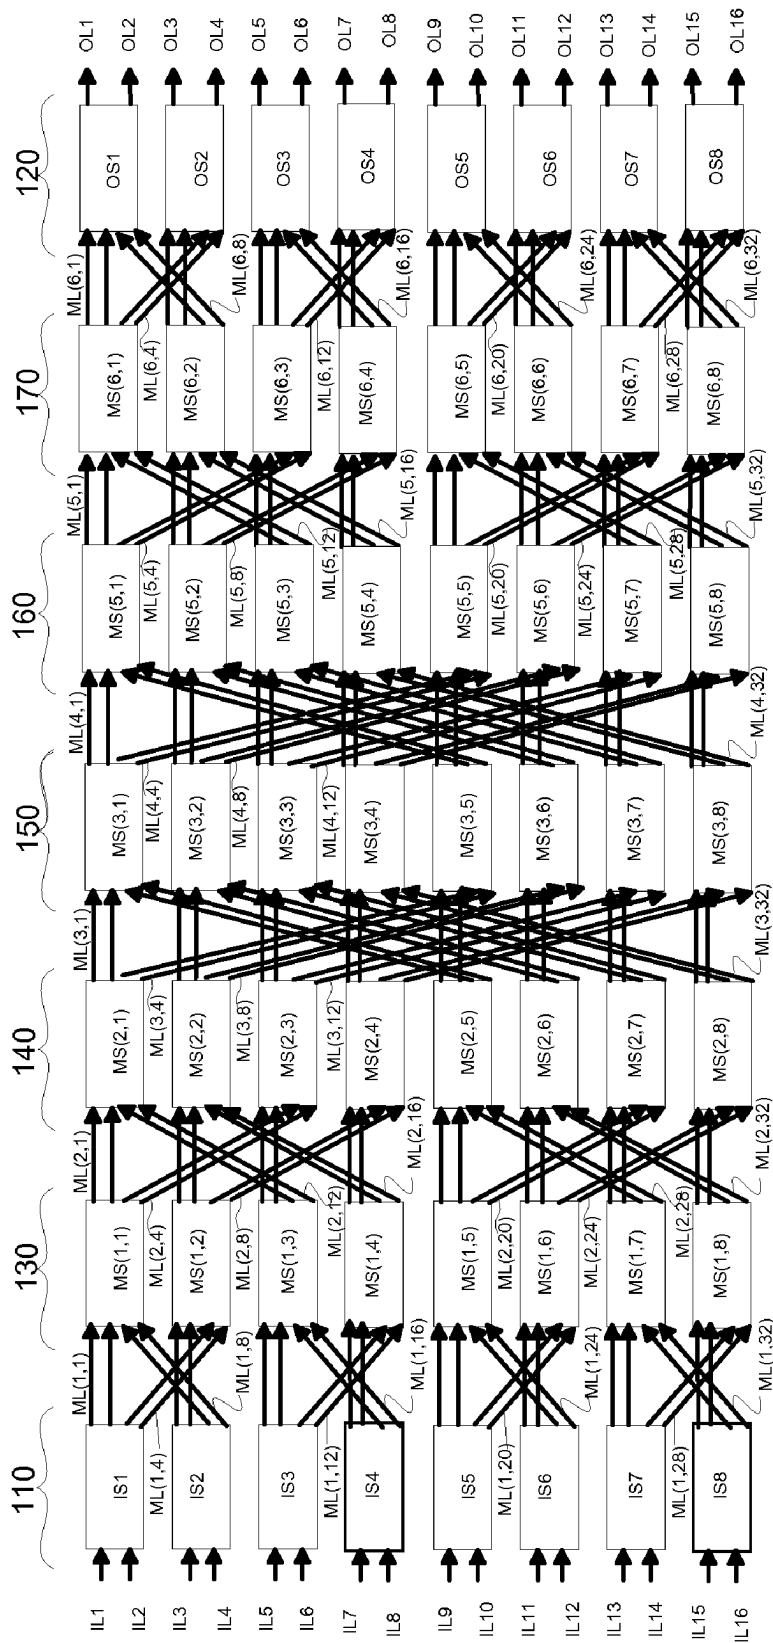 110
130
140
150
160
170
120
IL1
IL2
IL3
IL4
IL5
IL6
IL7
IL8
IL9
IL10
IL11
IL12
IL13
IL14
IL15
IL16
IS1
IS2
IS3
IS4
IS5
IS6
IS7
IS8
ML(1,1)
ML(1,4)
ML(1,8)
ML(1,12)
ML(1,16)
ML(1,20)
ML(1,24)
ML(1,28)
ML(1,32)
MS(1,1)
MS(1,2)
MS(1,3)
MS(1,4)
MS(1,5)
MS(1,6)
MS(1,7)
MS(1,8)
ML(2,1)
ML(2,4)
ML(2,8)
ML(2,12)
ML(2,16)
ML(2,20)
ML(2,24)
ML(2,28)
ML(2,32)
MS(2,1)
MS(2,2)
MS(2,3)
MS(2,4)
MS(2,5)
MS(2,6)
MS(2,7)
MS(2,8)
ML(3,1)
ML(3,4)
ML(3,8)
ML(3,12)
ML(3,32)
MS(3,1)
MS(3,2)
MS(3,3)
MS(3,4)
MS(3,5)
MS(3,6)
MS(3,7)
MS(3,8)
ML(4,1)
ML(4,4)
ML(4,8)
ML(4,12)
ML(4,32)
MS(5,1)
MS(5,2)
MS(5,3)
MS(5,4)
MS(5,5)
MS(5,6)
MS(5,7)
MS(5,8)
ML(5,1)
ML(5,4)
ML(5,8)
ML(5,12)
ML(5,16)
ML(5,20)
ML(5,24)
ML(5,28)
ML(5,32)
MS(6,1)
MS(6,2)
MS(6,3)
MS(6,4)
MS(6,5)
MS(6,6)
MS(6,7)
MS(6,8)
ML(6,1)
ML(6,4)
ML(6,8)
ML(6,12)
ML(6,16)
ML(6,20)
ML(6,24)
ML(6,28)
ML(6,32)
OS1
OS2
OS3
OS4
OS5
OS6
OS7
OS8
OL1
OL2
OL3
OL4
OL5
OL6
OL7
OL8
OL9
OL10
OL11
OL12
OL13
OL14
OL15
OL16